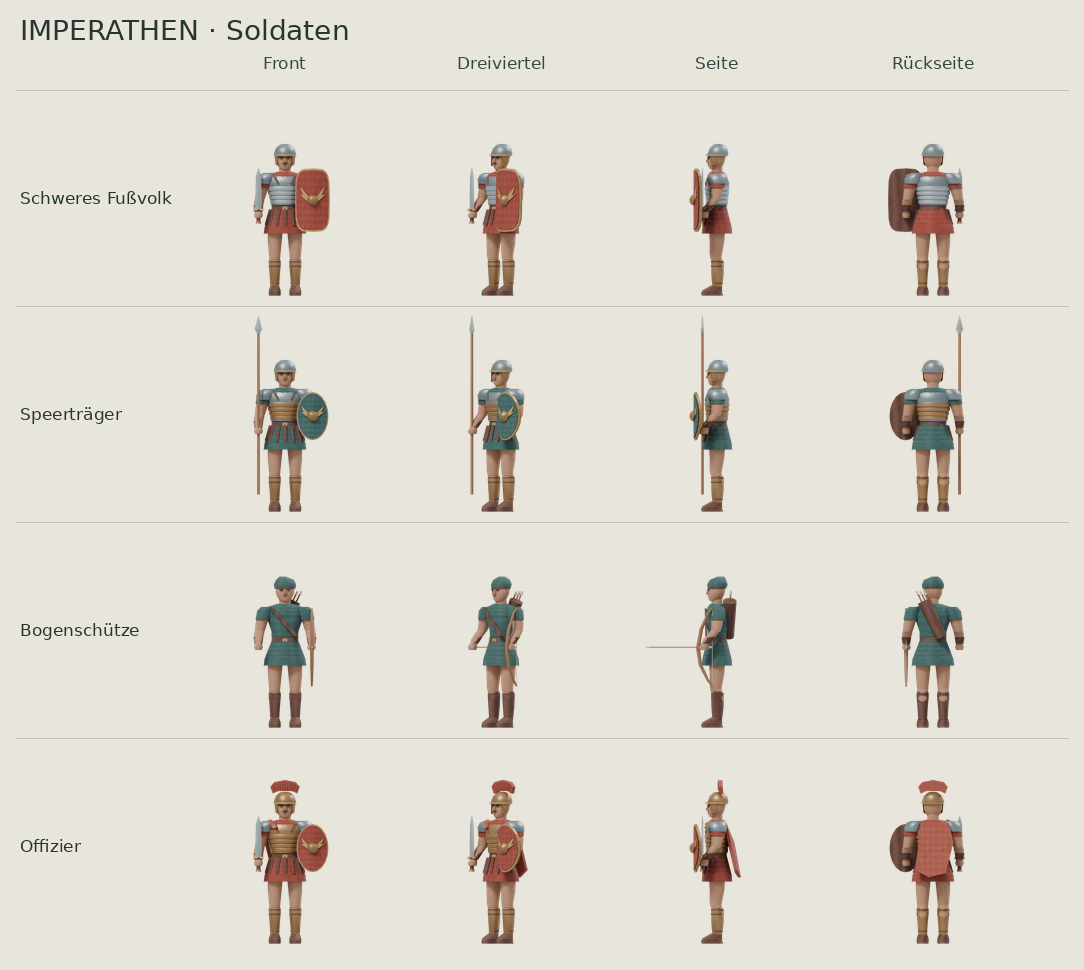 IMPERATHEN · Soldaten
Front Dreiviertel Seite Rückseite
Schweres Fußvolk
Speerträger
Bogenschütze
Offizier